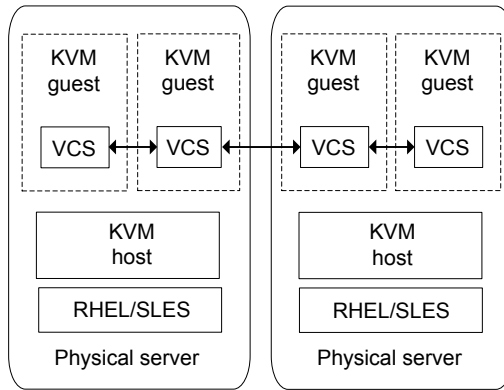 KVM
guest
KVM
guest
VCS
VCS
KVM
host
RHEL/SLES
Physical server
KVM
guest
KVM
guest
VCS
VCS
KVM
host
RHEL/SLES
Physical server